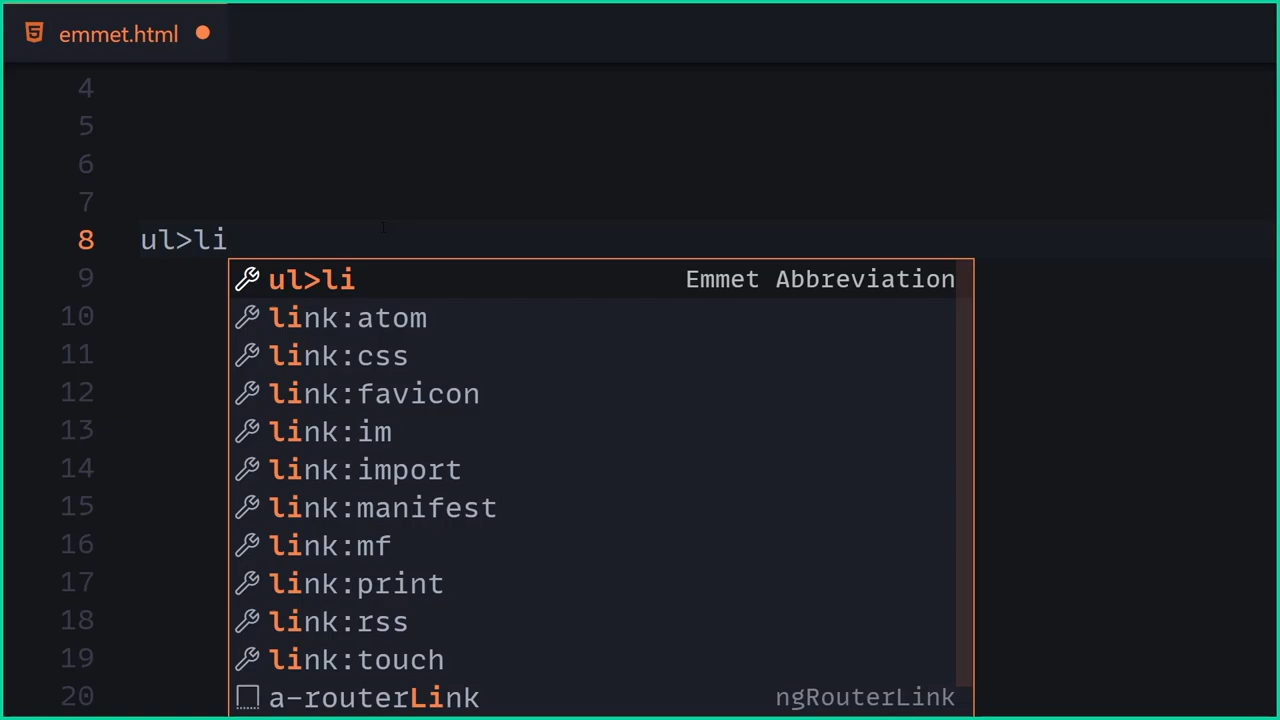 emmet.html
4
5
6
7
8 ul>li
9 ul>li Emmet Abbreviation
10 link:atom
11 link:css
12 link:favicon
13 link:im
14 link:import
15 link:manifest
16 link:mf
17 link:print
18 link:rss
19 link:touch
20 a-routerLink ngRouterLink